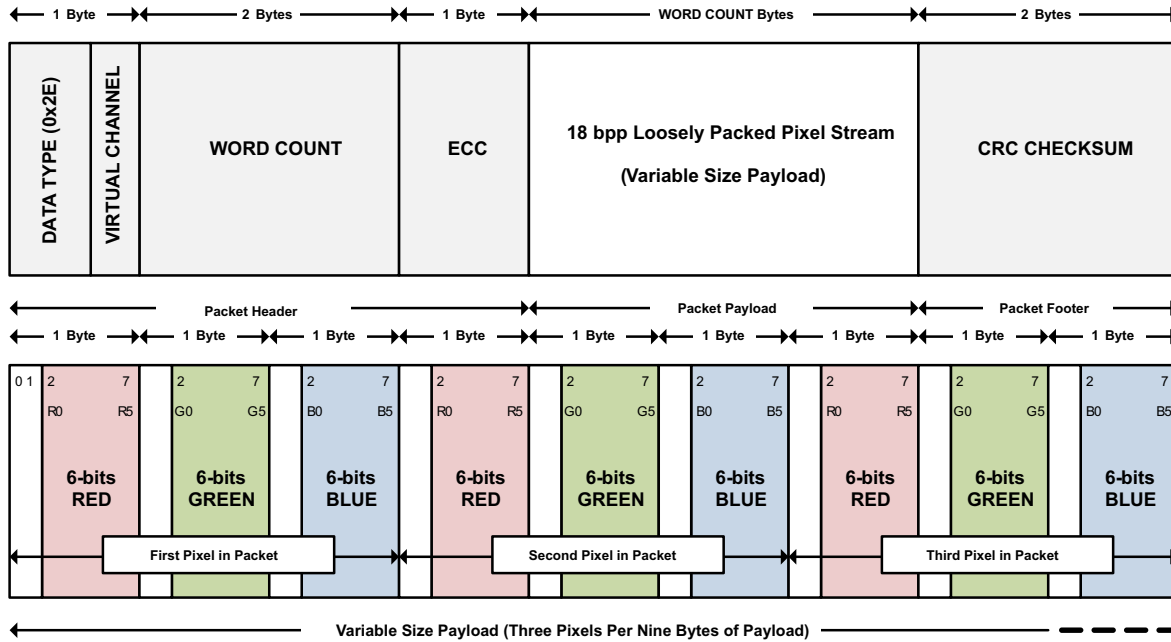 1 Byte 2 Bytes 1 Byte WORD COUNT Bytes 2 Bytes
DATA TYPE (0x2E)
VIRTUAL CHANNEL
WORD COUNT
ECC
18 bpp Loosely Packed Pixel Stream
(Variable Size Payload)
CRC CHECKSUM
Packet Header Packet Payload Packet Footer
1 Byte 1 Byte 1 Byte 1 Byte 1 Byte 1 Byte 1 Byte 1 Byte 1 Byte
0 1 2 7 2 7 2 7 2 7 2 7 2 7 2 7 2 7 2 7
R0 R5 G0 G5 B0 B5 R0 R5 G0 G5 B0 B5 R0 R5 G0 G5 B0 B5
6-bits 6-bits 6-bits 6-bits 6-bits 6-bits 6-bits 6-bits 6-bits
RED GREEN BLUE RED GREEN BLUE RED GREEN BLUE
First Pixel in Packet Second Pixel in Packet Third Pixel in Packet
Variable Size Payload (Three Pixels Per Nine Bytes of Payload)